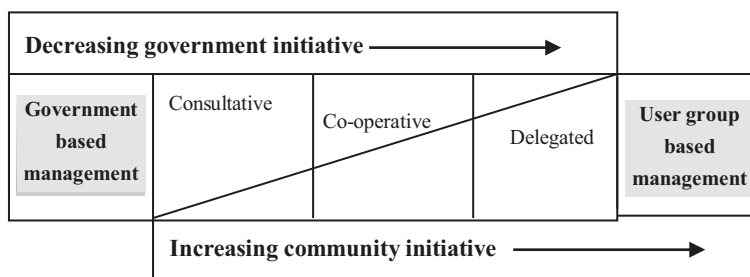 Decreasing government initiative
Government
based
management
Consultative
Co-operative
Delegated
User group
based
management
Increasing community initiative